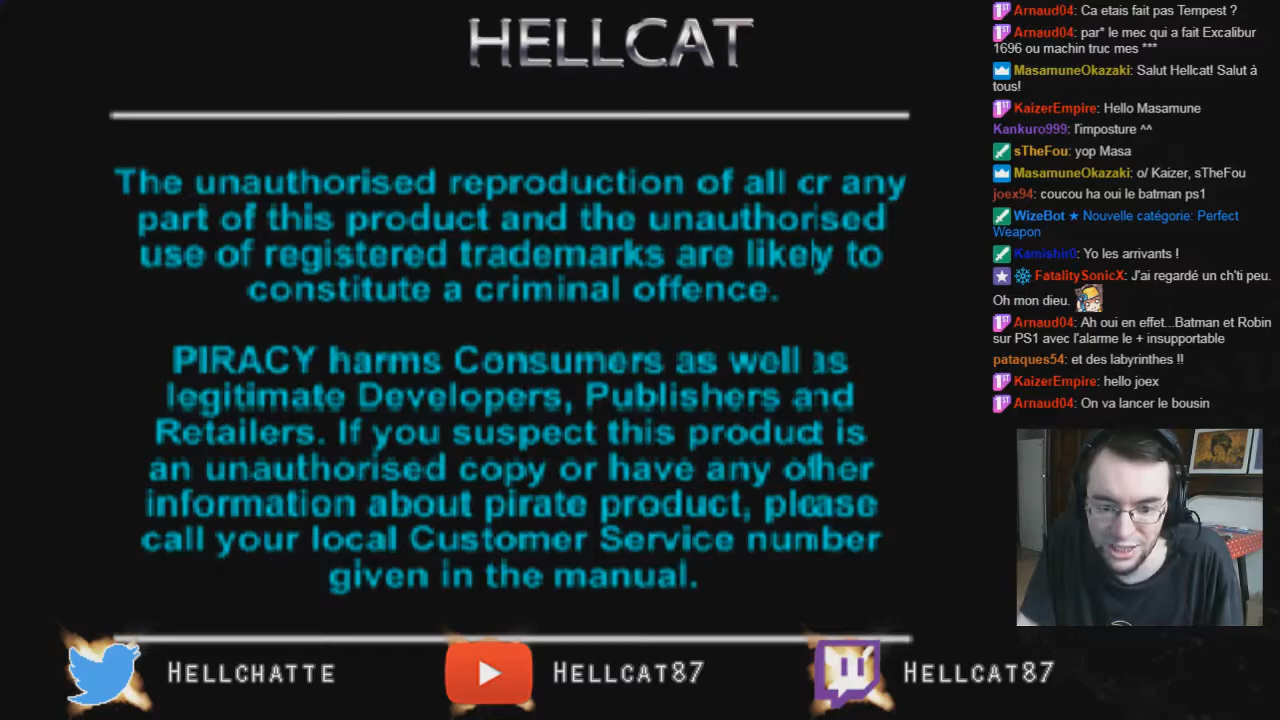 HELLCAT
The unauthorised reproduction of all cr any
part of this product and the unauthorised
use of registered trademarks are likely to
constitute a criminal offence.
PIRACY harms Consumers as well as
legitimate Developers, Publishers and
Retailers. If you suspect this product is
an unauthorised copy or have any other
information about pirate product, please
call your local Customer Service number
given in the manual.
HELLCHATTE
HELLCAT87
HELLCAT87
1ST Arnaud04: Ca etais fait pas Tempest ?
1ST Arnaud04: par* le mec qui a fait Excalibur
1696 ou machin truc mes ***
MasamuneOkazaki: Salut Hellcat! Salut à
tous!
1ST KaizerEmpire: Hello Masamune
Kankuro999: l'imposture ^^
sTheFou: yop Masa
MasamuneOkazaki: o/ Kaizer, sTheFou
joex94: coucou ha oui le batman ps1
WizeBot ★ Nouvelle catégorie: Perfect
Weapon
Kamishir0: Yo les arrivants !
FatalitySonicX: J'ai regardé un ch'ti peu.
Oh mon dieu.
1ST Arnaud04: Ah oui en effet...Batman et Robin
sur PS1 avec l'alarme le + insupportable
pataques54: et des labyrinthes !!
1ST KaizerEmpire: hello joex
1ST Arnaud04: On va lancer le bousin